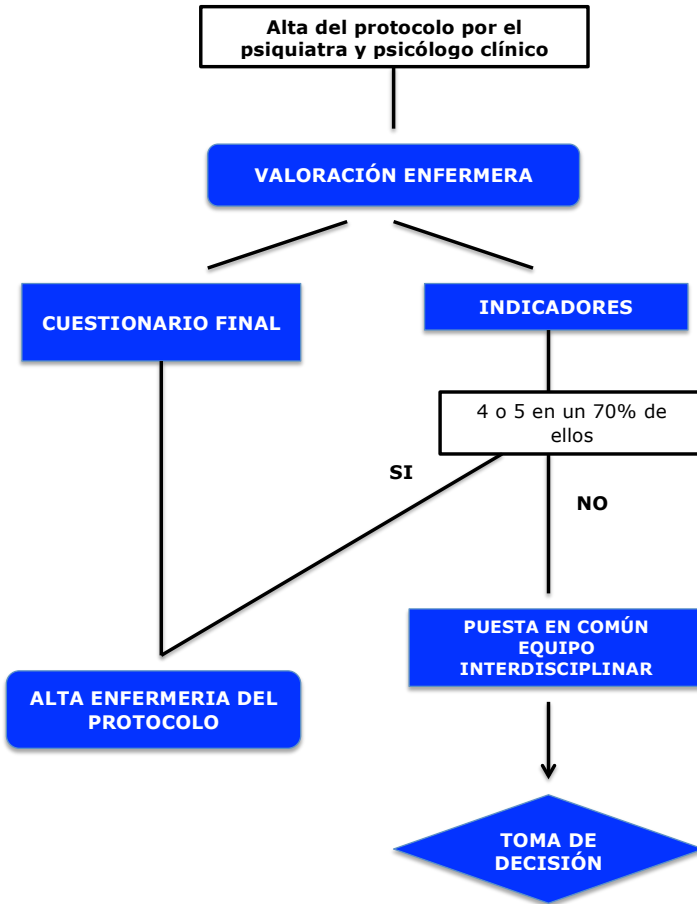 Alta del protocolo por el
psiquiatra y psicólogo clínico
VALORACIÓN ENFERMERA
CUESTIONARIO FINAL
INDICADORES
4 o 5 en un 70% de
ellos
SI
NO
PUESTA EN COMÚN
EQUIPO
INTERDISCIPLINAR
ALTA ENFERMERIA DEL
PROTOCOLO
TOMA DE
DECISIÓN